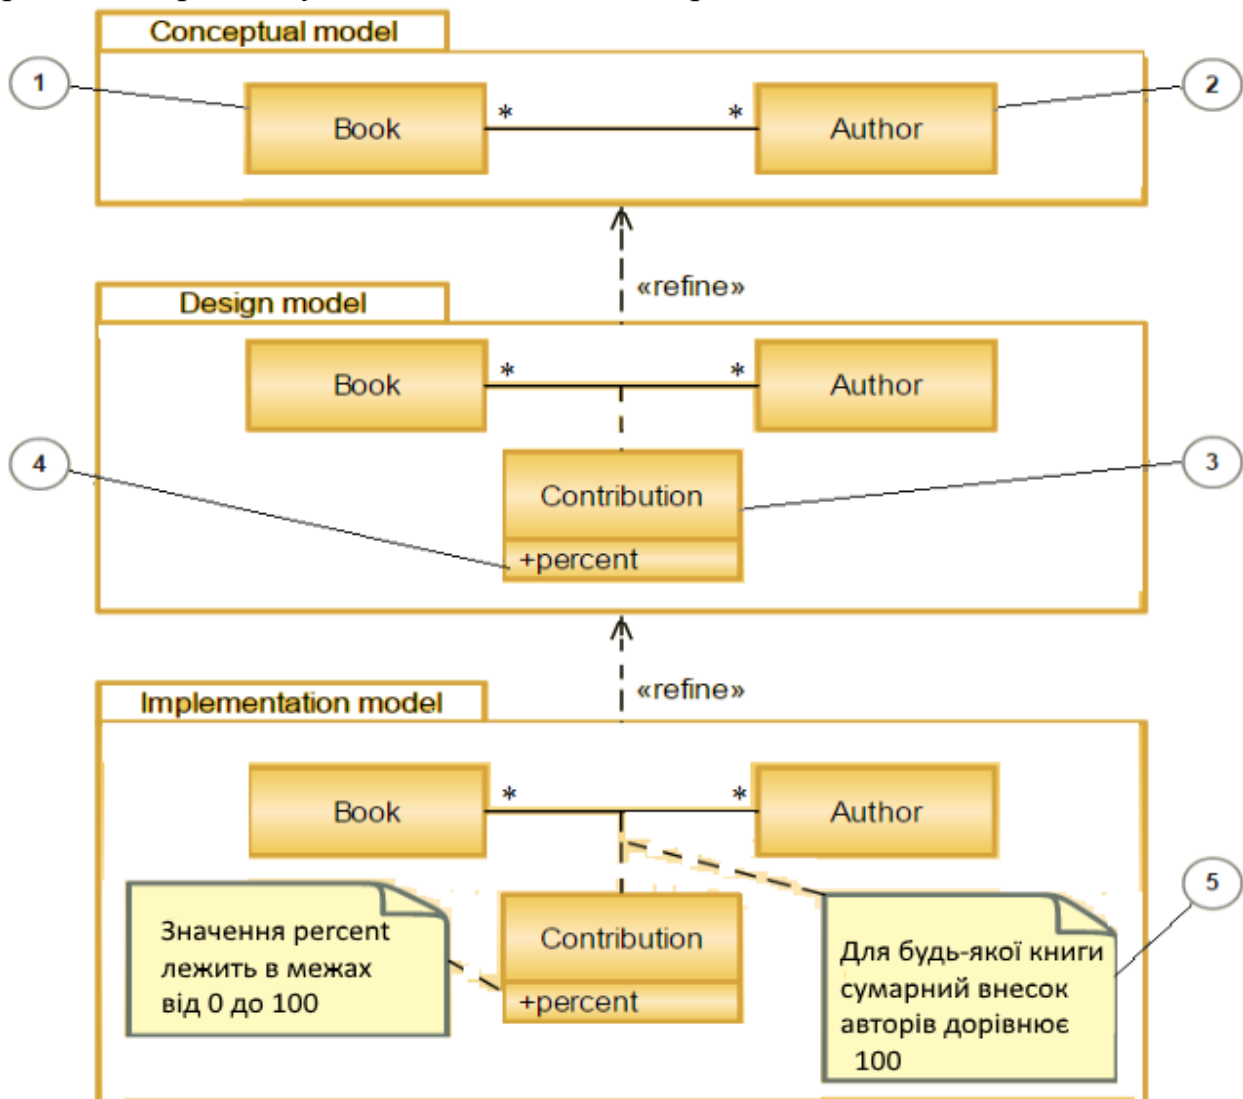 Conceptual model
1
2
*
*
Book
Author
«refine»
Design model
*
*
Book
Author
4
3
Contribution
+percent
«refine»
Implementation model
*
*
Book
Author
5
Значення percent
лежить в межах
від 0 до 100
Contribution
+percent
Для будь-якої книги
сумарний внесок
авторів дорівнює
100